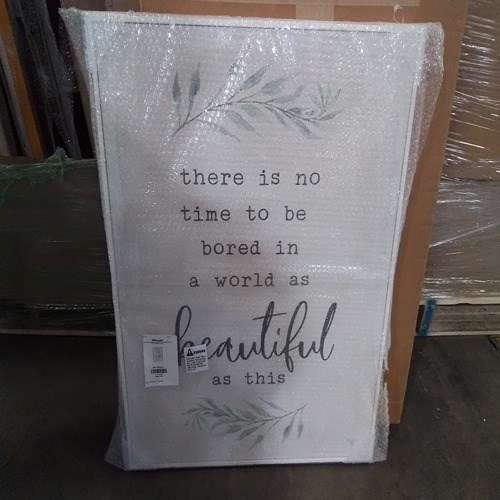 there is no
time to be
bored in
a world as
beautiful
as this